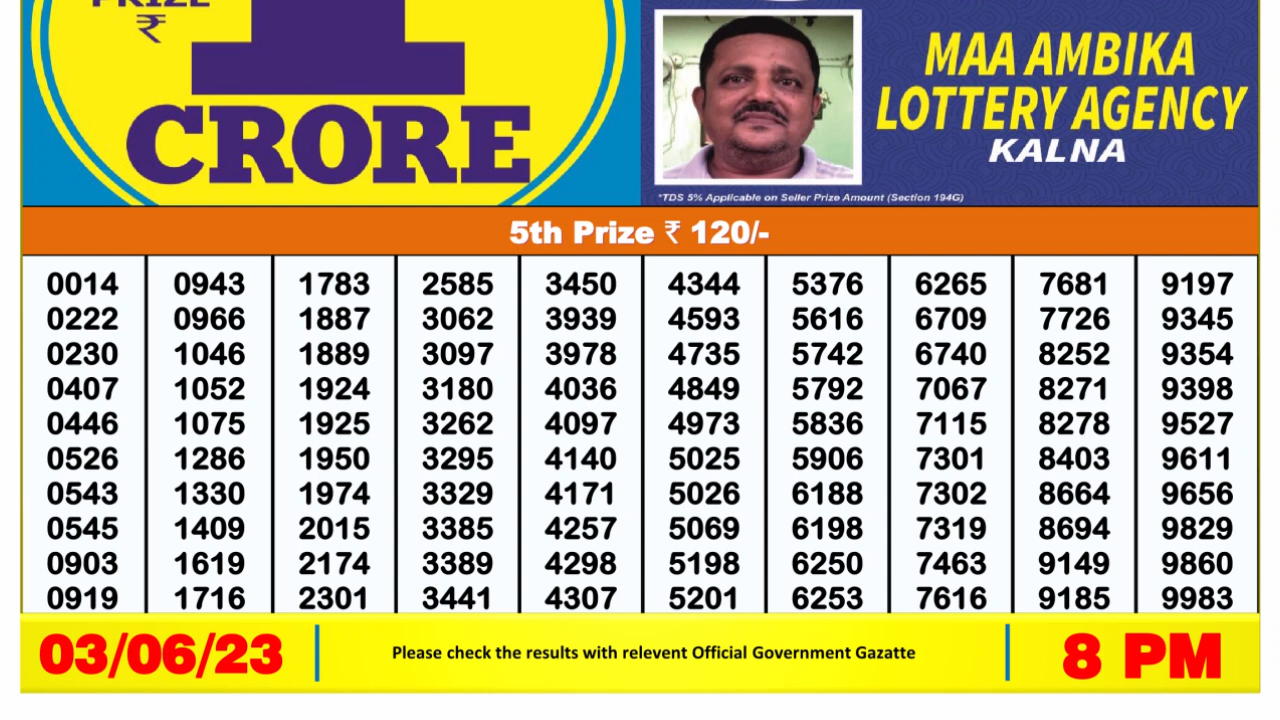 PRIZE
₹
1
CRORE
MAA AMBIKA
LOTTERY AGENCY
KALNA
*TDS 5% Applicable on Seller Prize Amount (Section 194G)
5th Prize ₹ 120/-
0014 0943 1783 2585 3450 4344 5376 6265 7681 9197
0222 0966 1887 3062 3939 4593 5616 6709 7726 9345
0230 1046 1889 3097 3978 4735 5742 6740 8252 9354
0407 1052 1924 3180 4036 4849 5792 7067 8271 9398
0446 1075 1925 3262 4097 4973 5836 7115 8278 9527
0526 1286 1950 3295 4140 5025 5906 7301 8403 9611
0543 1330 1974 3329 4171 5026 6188 7302 8664 9656
0545 1409 2015 3385 4257 5069 6198 7319 8694 9829
0903 1619 2174 3389 4298 5198 6250 7463 9149 9860
0919 1716 2301 3441 4307 5201 6253 7616 9185 9983
03/06/23
Please check the results with relevent Official Government Gazatte
8 PM